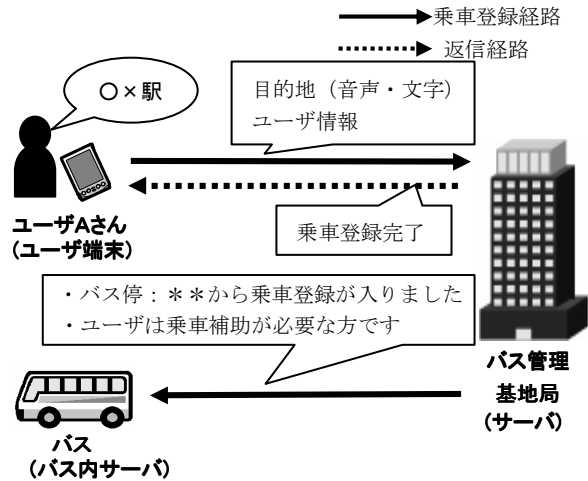 乗車登録経路
返信経路
○×駅
目的地（音声・文字）
ユーザ情報
乗車登録完了
ユーザAさん
（ユーザ端末）
・バス停：＊＊から乗車登録が入りました
・ユーザは乗車補助が必要な方です
バス管理
基地局
（サーバ）
バス
（バス内サーバ）